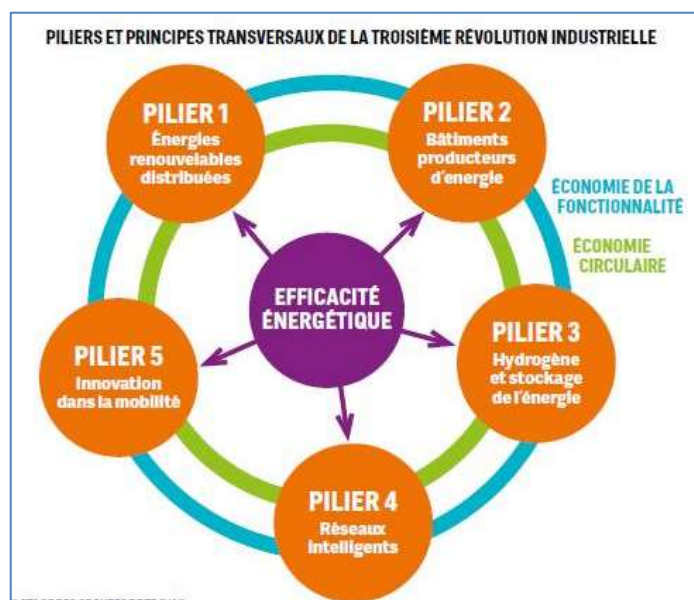 PILIERS ET PRINCIPES TRANSVERSAUX DE LA TROISIÈME RÉVOLUTION INDUSTRIELLE
PILIER 1
Énergies
renouvelables
distribuées
PILIER 2
Bâtiments
producteurs
d'energie
ÉCONOMIE DE LA
FONCTIONNALITÉ
ÉCONOMIE
CIRCULAIRE
EFFICACITÉ
ÉNERGÉTIQUE
PILIER 3
Hydrogène
et stockage
de l'énergie
PILIER 5
Innovation
dans la mobilité
PILIER 4
Réseaux
intelligents